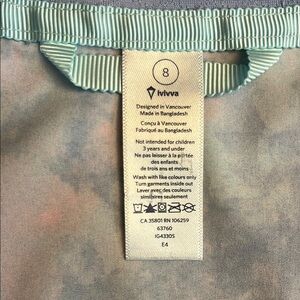 8
ivivva
Designed in Vancouver
Made in Bangladesh
Conçu à Vancouver
Fabriqué au Bangladesh
Not intended for children
3 years and under
Ne pas laisser à la portée
des enfants
de trois ans et moins
Wash with like colours only
Turn garments inside out
Laver avec des couleurs
similaires seulement
CA 35801 RN 106259
63760
IG4330S
E4